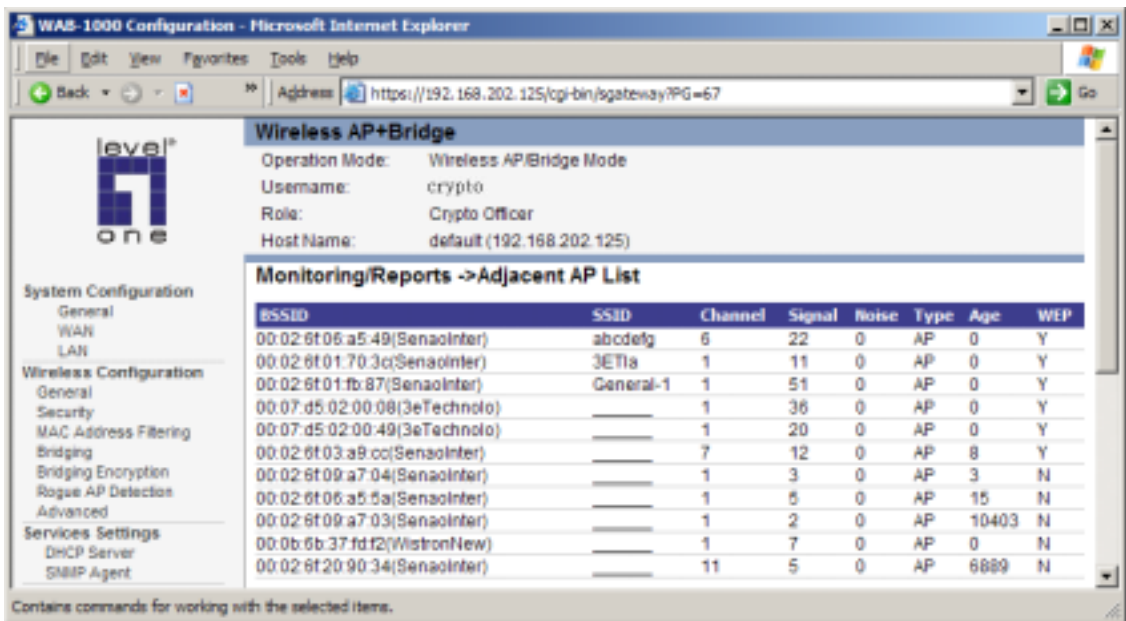 WAB-1000 Configuration - Microsoft Internet Explorer
File Edit View Favorites Tools Help
Back » Address https://192.168.202.125/cgi-bin/sgateway?PG=67 Go
level®
one
System Configuration
General
WAN
LAN
Wireless Configuration
General
Security
MAC Address Filtering
Bridging
Bridging Encryption
Rogue AP Detection
Advanced
Services Settings
DHCP Server
SNMP Agent
Wireless AP+Bridge
Operation Mode: Wireless AP/Bridge Mode
Username: crypto
Role: Crypto Officer
Host Name: default (192.168.202.125)
Monitoring/Reports ->Adjacent AP List
BSSID SSID Channel Signal Noise Type Age WEP
00:02:6f:06:a5:49(SenaoInter) abcdefg 6 22 0 AP 0 Y
00:02:6f:01:70:3c(SenaoInter) 3ETIa 1 11 0 AP 0 Y
00:02:6f:01:fb:87(SenaoInter) General-1 1 51 0 AP 0 Y
00:07:d5:02:00:08(3eTechnolo) ______ 1 36 0 AP 0 Y
00:07:d5:02:00:49(3eTechnolo) ______ 1 20 0 AP 0 Y
00:02:6f:03:a9:cc(SenaoInter) ______ 7 12 0 AP 8 Y
00:02:6f:09:a7:04(SenaoInter) ______ 1 3 0 AP 3 N
00:02:6f:06:a5:5a(SenaoInter) ______ 1 6 0 AP 15 N
00:02:6f:09:a7:03(SenaoInter) ______ 1 2 0 AP 10403 N
00:0b:6b:37:fd:f2(WistronNew) ______ 1 7 0 AP 0 N
00:02:6f:20:90:34(SenaoInter) ______ 11 5 0 AP 6889 N
Contains commands for working with the selected items.